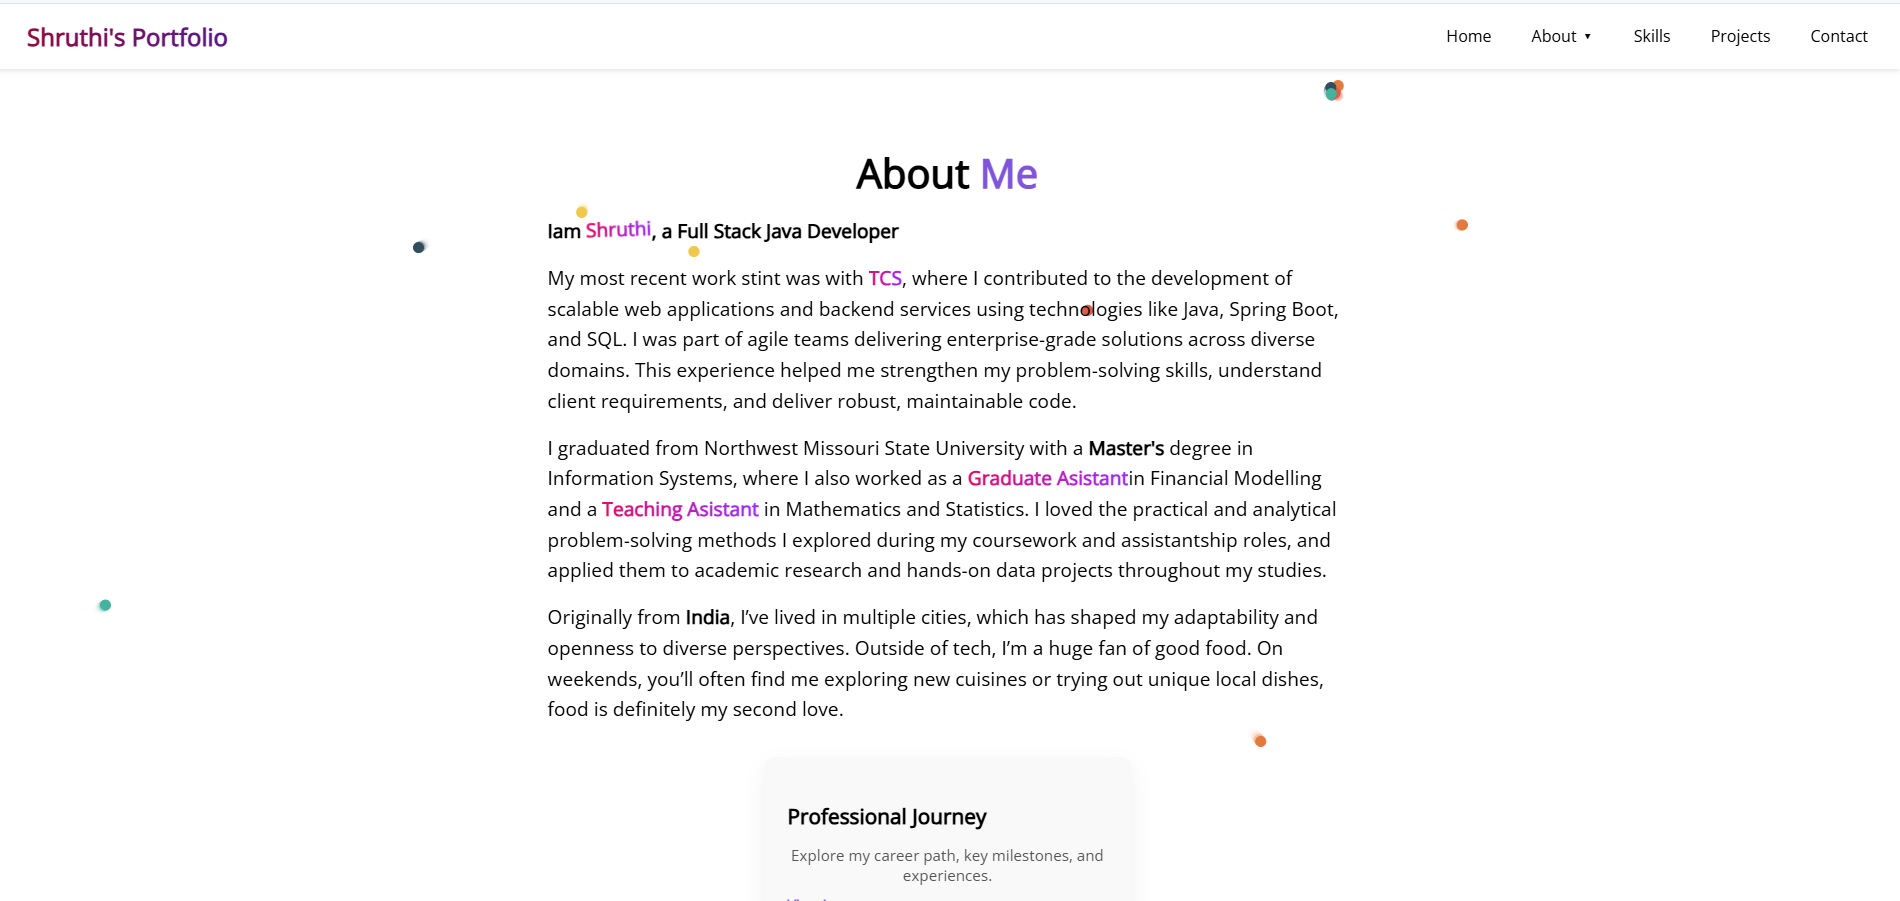 Shruthi's Portfolio
Home
About ▼
Skills
Projects
Contact
About Me
Iam Shruthi, a Full Stack Java Developer
My most recent work stint was with TCS, where I contributed to the development of
scalable web applications and backend services using technologies like Java, Spring Boot,
and SQL. I was part of agile teams delivering enterprise-grade solutions across diverse
domains. This experience helped me strengthen my problem-solving skills, understand
client requirements, and deliver robust, maintainable code.
I graduated from Northwest Missouri State University with a Master's degree in
Information Systems, where I also worked as a Graduate Asistantin Financial Modelling
and a Teaching Asistant in Mathematics and Statistics. I loved the practical and analytical
problem-solving methods I explored during my coursework and assistantship roles, and
applied them to academic research and hands-on data projects throughout my studies.
Originally from India, I’ve lived in multiple cities, which has shaped my adaptability and
openness to diverse perspectives. Outside of tech, I’m a huge fan of good food. On
weekends, you’ll often find me exploring new cuisines or trying out unique local dishes,
food is definitely my second love.
Professional Journey
Explore my career path, key milestones, and
experiences.